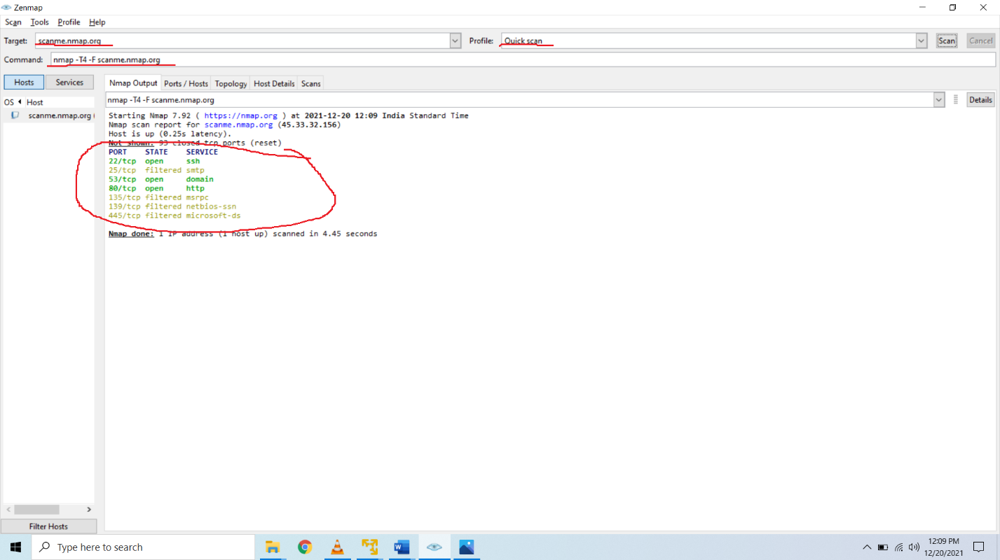 Zenmap
Scan Tools Profile Help
Target: scanme.nmap.org Profile: Quick scan Scan Cancel
Command: nmap -T4 -F scanme.nmap.org
Hosts Services Nmap Output Ports / Hosts Topology Host Details Scans
OS Host
nmap -T4 -F scanme.nmap.org Details
scanme.nmap.org (
Starting Nmap 7.92 ( https://nmap.org ) at 2021-12-20 12:09 India Standard Time
Nmap scan report for scanme.nmap.org (45.33.32.156)
Host is up (0.25s latency).
Not shown: 93 closed tcp ports (reset)
PORT STATE SERVICE
22/tcp open ssh
25/tcp filtered smtp
53/tcp open domain
80/tcp open http
135/tcp filtered msrpc
139/tcp filtered netbios-ssn
445/tcp filtered microsoft-ds
Nmap done: 1 IP address (1 host up) scanned in 4.45 seconds
Filter Hosts
Type here to search
12:09 PM
12/20/2021